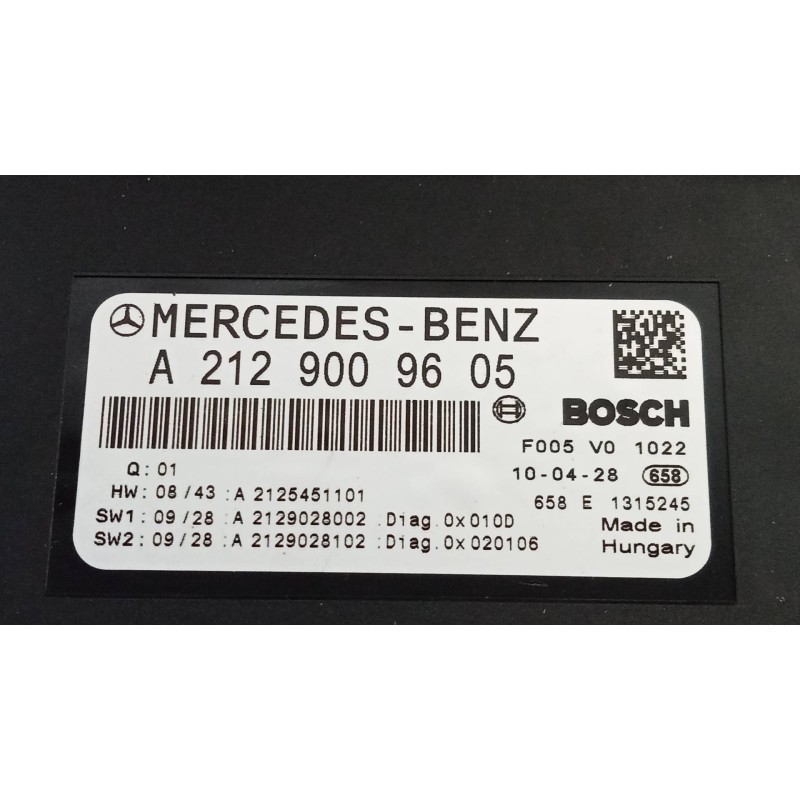 MERCEDES-BENZ
A 212 900 96 05
BOSCH
F005 V0 1022
Q: 01
10-04-28 658
HW: 08/43 :A 2125451101
658 E 1315245
SW1: 09/28 :A 2129028002 :Diag.0x010D
Made in
SW2: 09/28 :A 2129028102 :Diag.0x020106
Hungary